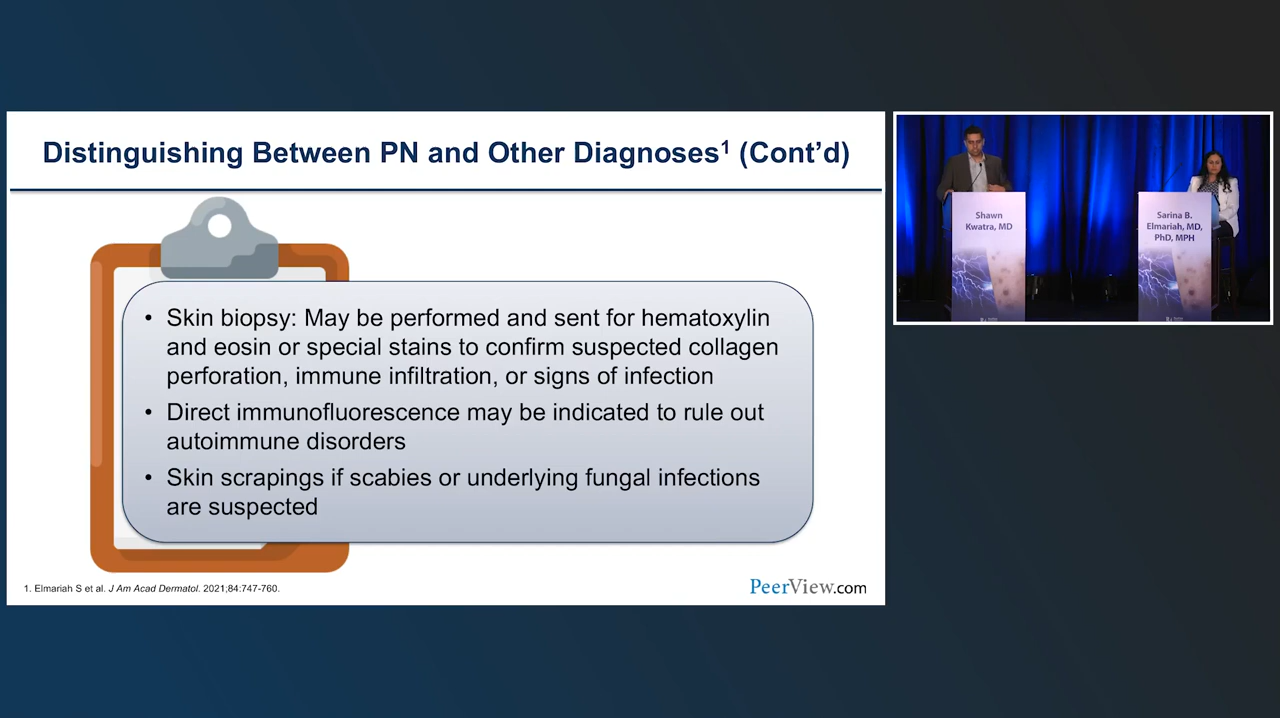 Distinguishing Between PN and Other Diagnoses¹ (Cont’d)
• Skin biopsy: May be performed and sent for hematoxylin
and eosin or special stains to confirm suspected collagen
perforation, immune infiltration, or signs of infection
• Direct immunofluorescence may be indicated to rule out
autoimmune disorders
• Skin scrapings if scabies or underlying fungal infections
are suspected
1. Elmariah S et al. J Am Acad Dermatol. 2021;84:747-760.
PeerView.com
Shawn
Kwatra, MD
Sarina B.
Elmariah, MD,
PhD, MPH